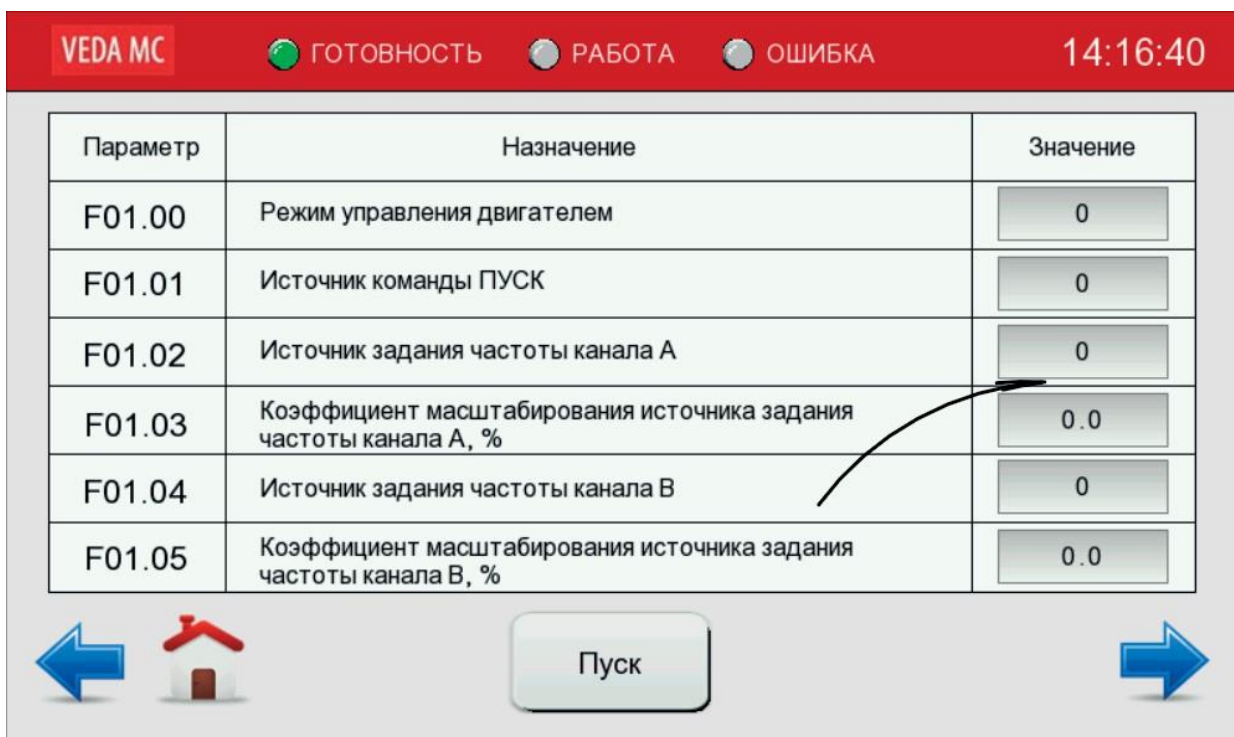 VEDA MC ГОТОВНОСТЬ РАБОТА ОШИБКА 14:16:40
Параметр Назначение Значение
F01.00 Режим управления двигателем 0
F01.01 Источник команды ПУСК 0
F01.02 Источник задания частоты канала А 0
F01.03 Коэффициент масштабирования источника задания
частоты канала А, % 0.0
F01.04 Источник задания частоты канала В 0
F01.05 Коэффициент масштабирования источника задания
частоты канала В, % 0.0
Пуск